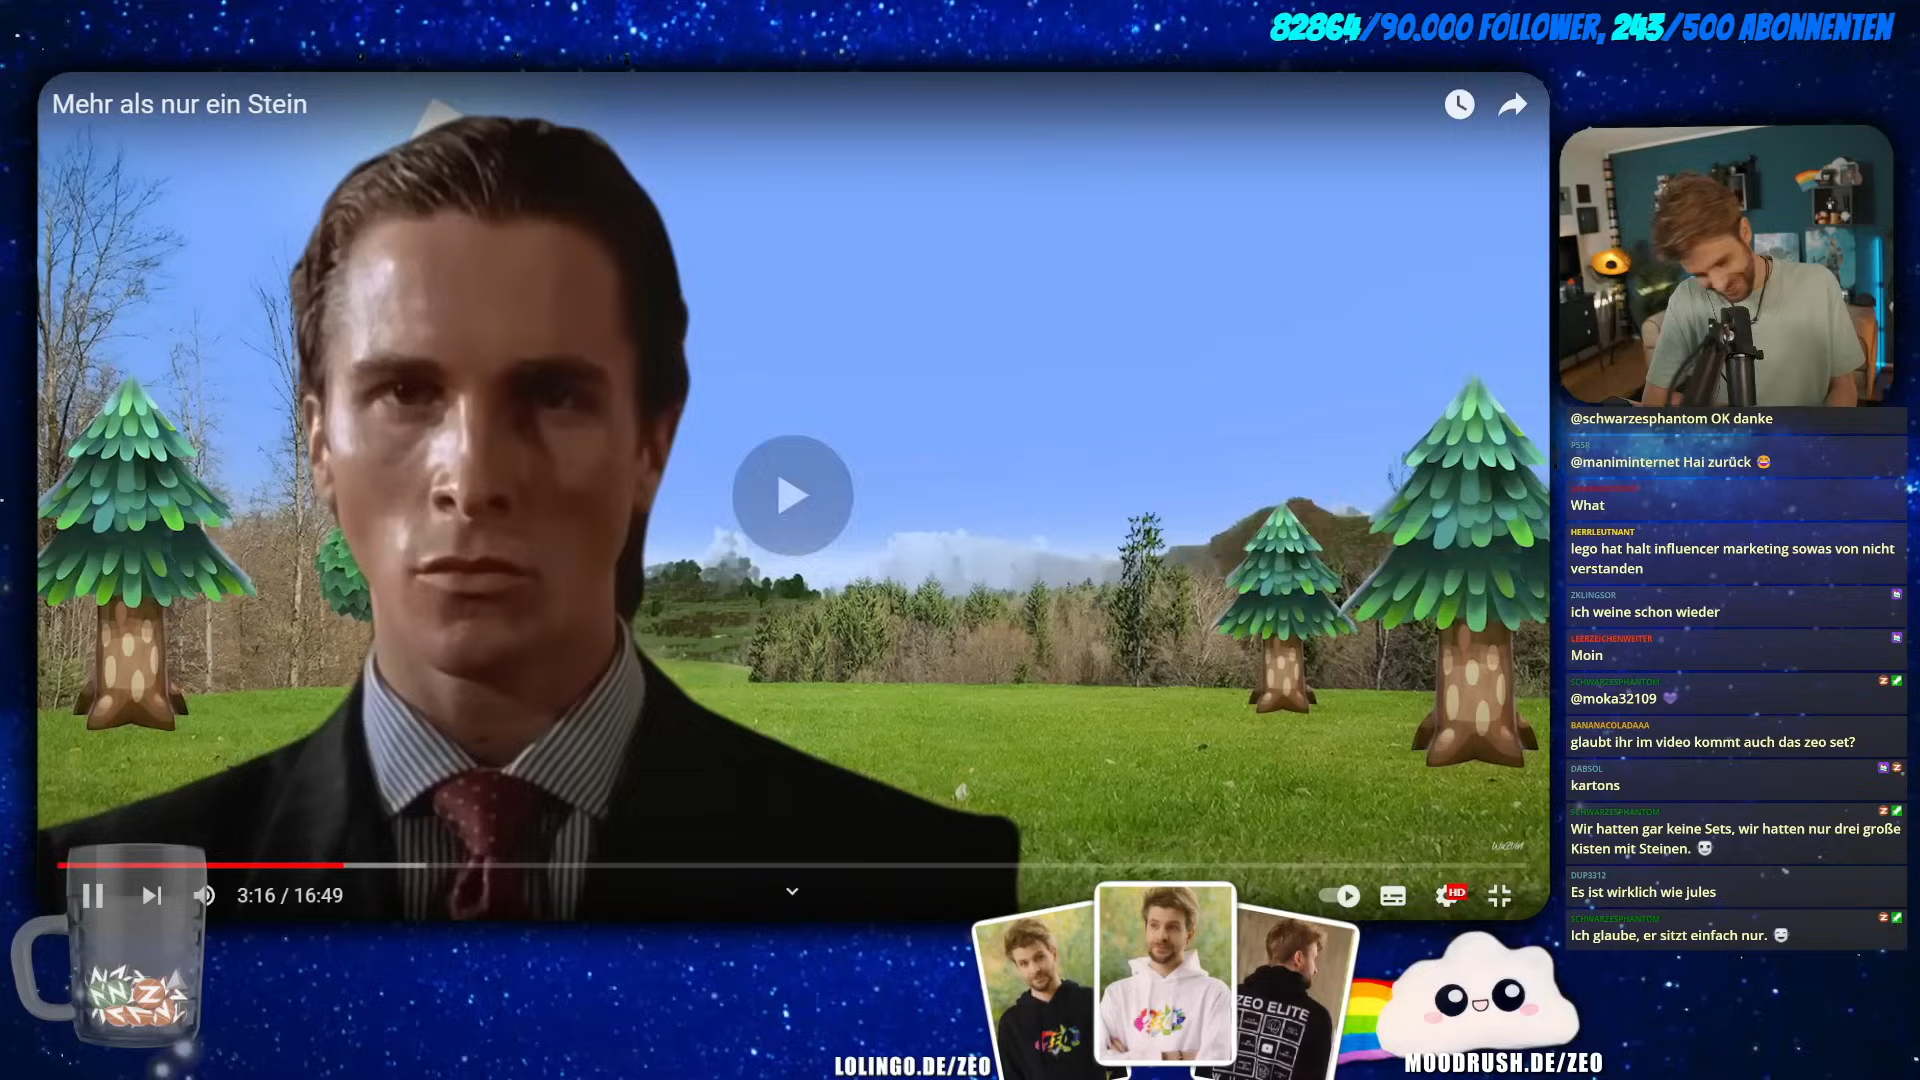 82864/90.000 FOLLOWER, 243/500 ABONNENTEN
Mehr als nur ein Stein
@schwarzesphantom OK danke
P55R
@maniminternet Hai zurück
What
HERRLEUTNANT
lego hat halt influencer marketing sowas von nicht
verstanden
ZKLINGSOR
ich weine schon wieder
LEERZEICHENWEITER
Moin
SCHWARZESPHANTOM
@moka32109
BANANACOLADAAA
glaubt ihr im video kommt auch das zeo set?
DABSOL
kartons
SCHWARZESPHANTOM
Wir hatten gar keine Sets, wir hatten nur drei große
Kisten mit Steinen.
DUP3312
Es ist wirklich wie jules
SCHWARZESPHANTOM
Ich glaube, er sitzt einfach nur.
3:16 / 16:49
HD
ZEO ELITE
LOLINGO.DE/ZEO
MOODRUSH.DE/ZEO